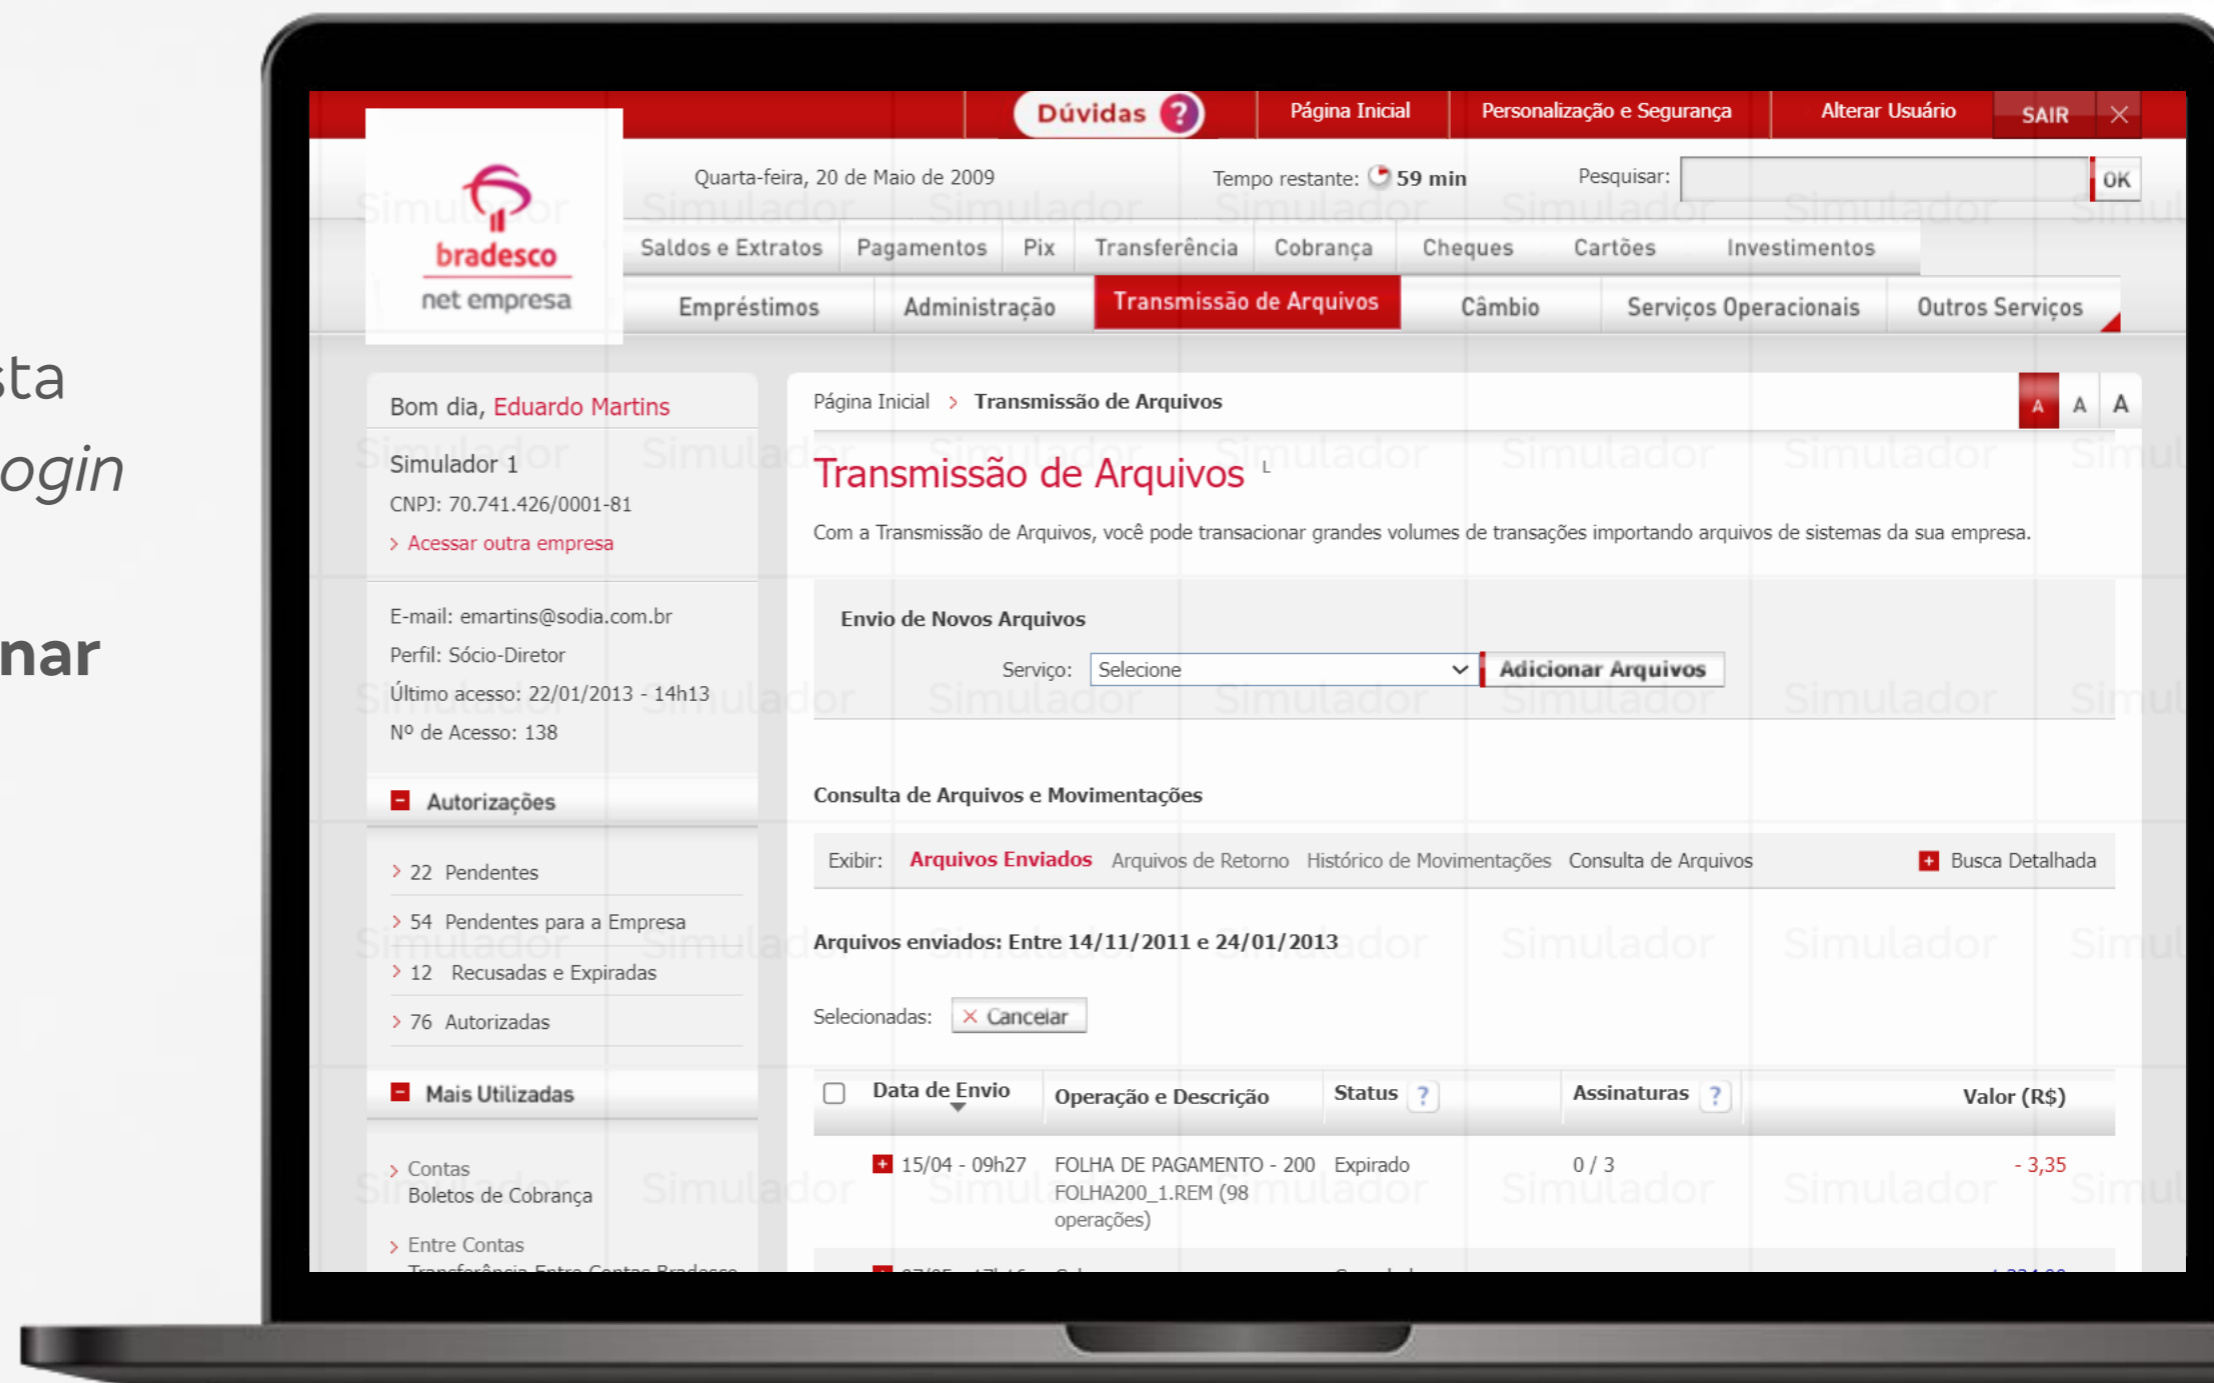 sta
ogin
nar
Dúvidas ?
Página Inicial
Personalização e Segurança
Alterar Usuário
SAIR
bradesco
net empresa
Quarta-feira, 20 de Maio de 2009
Tempo restante: 59 min
Pesquisar:
OK
Saldos e Extratos
Pagamentos
Pix
Transferência
Cobrança
Cheques
Cartões
Investimentos
Empréstimos
Administração
Transmissão de Arquivos
Câmbio
Serviços Operacionais
Outros Serviços
Bom dia, Eduardo Martins
Simulador 1
CNPJ: 70.741.426/0001-81
> Acessar outra empresa
E-mail: emartins@sodia.com.br
Perfil: Sócio-Diretor
Último acesso: 22/01/2013 - 14h13
Nº de Acesso: 138
Autorizações
> 22 Pendentes
> 54 Pendentes para a Empresa
> 12 Recusadas e Expiradas
> 76 Autorizadas
Mais Utilizadas
> Contas
Boletos de Cobrança
> Entre Contas
Transferência Entre Contas Bradesco
Página Inicial > Transmissão de Arquivos
A A A
Transmissão de Arquivos L
Com a Transmissão de Arquivos, você pode transacionar grandes volumes de transações importando arquivos de sistemas da sua empresa.
Envio de Novos Arquivos
Serviço: Selecione Adicionar Arquivos
Consulta de Arquivos e Movimentações
Exibir: Arquivos Enviados Arquivos de Retorno Histórico de Movimentações Consulta de Arquivos + Busca Detalhada
Arquivos enviados: Entre 14/11/2011 e 24/01/2013
Selecionadas: × Cancelar
Data de Envio Operação e Descrição Status ? Assinaturas ? Valor (R$)
15/04 - 09h27 FOLHA DE PAGAMENTO - 200 Expirado 0 / 3 - 3,35
FOLHA200_1.REM (98
operações)
Simulador